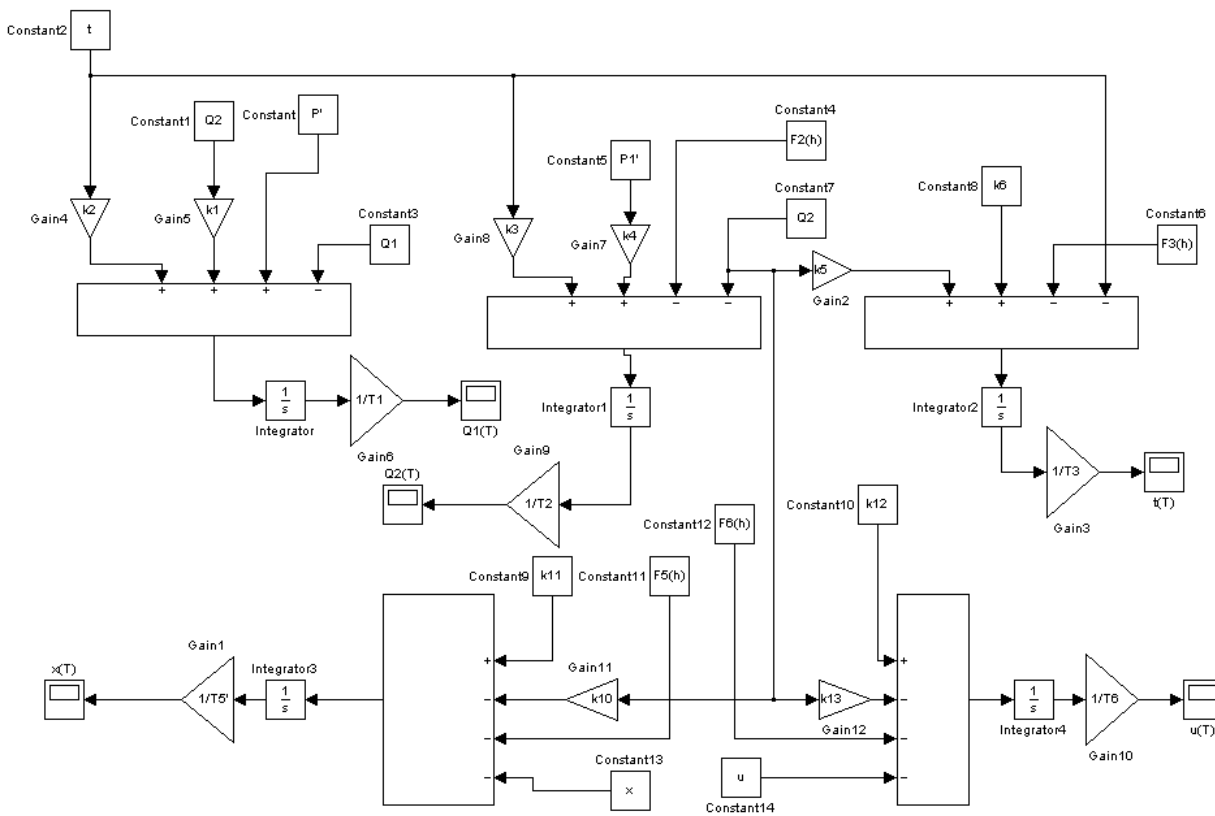 Constant2
t
Constant1
Q2
Constant
P'
Constant4
F2(h)
Constant5
P1'
Constant7
Q2
Constant8
k6
Constant6
F3(h)
Gain4
k2
Gain5
k1
Constant3
Q1
Gain8
k3
Gain7
k4
k5
Gain2
+ + + −
+ + − −
+ + − −
1
s
Integrator
1/T1
Gain6
Q1(T)
Integrator1
1
s
Integrator2
1
s
Gain9
1/T2
Q2(T)
1/T3
Gain3
t(T)
Constant10
k12
Constant12
F6(h)
Constant9
k11
Constant11
F5(h)
x(T)
Gain1
1/T5'
Integrator3
1
s
+
−
−
−
Gain11
k10
k13
Gain12
+
−
−
−
1
s
Integrator4
1/T6
Gain10
u(T)
Constant13
x
u
Constant14